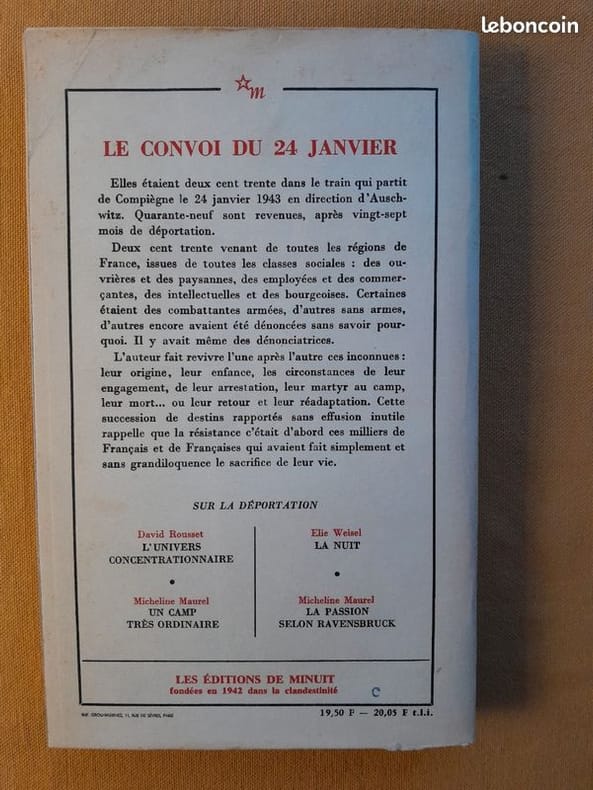 leboncoin
m
LE CONVOI DU 24 JANVIER
Elles étaient deux cent trente dans le train qui partit
de Compiègne le 24 janvier 1943 en direction d'Ausch-
witz. Quarante-neuf sont revenues, après vingt-sept
mois de déportation.
Deux cent trente venant de toutes les régions de
France, issues de toutes les classes sociales : des ou-
vrières et des paysannes, des employées et des commer-
çantes, des intellectuelles et des bourgeoises. Certaines
étaient des combattantes armées, d'autres sans armes,
d'autres encore avaient été dénoncées sans savoir pour-
quoi. Il y avait même des dénonciatrices.
L'auteur fait revivre l'une après l'autre ces inconnues :
leur origine, leur enfance, les circonstances de leur
engagement, de leur arrestation, leur martyr au camp,
leur mort... ou leur retour et leur réadaptation. Cette
succession de destins rapportés sans effusion inutile
rappelle que la résistance c'était d'abord ces milliers de
Français et de Françaises qui avaient fait simplement et
sans grandiloquence le sacrifice de leur vie.
SUR LA DÉPORTATION
David Rousset
L'UNIVERS
CONCENTRATIONNAIRE
Micheline Maurel
UN CAMP
TRÈS ORDINAIRE
Elie Weisel
LA NUIT
Micheline Maurel
LA PASSION
SELON RAVENSBRUCK
LES ÉDITIONS DE MINUIT
fondées en 1942 dans la clandestinité
C
IMP. GROU-RADENEZ, 11, RUE DE SÈVRES, PARIS
19,50 F — 20,05 F t.l.i.